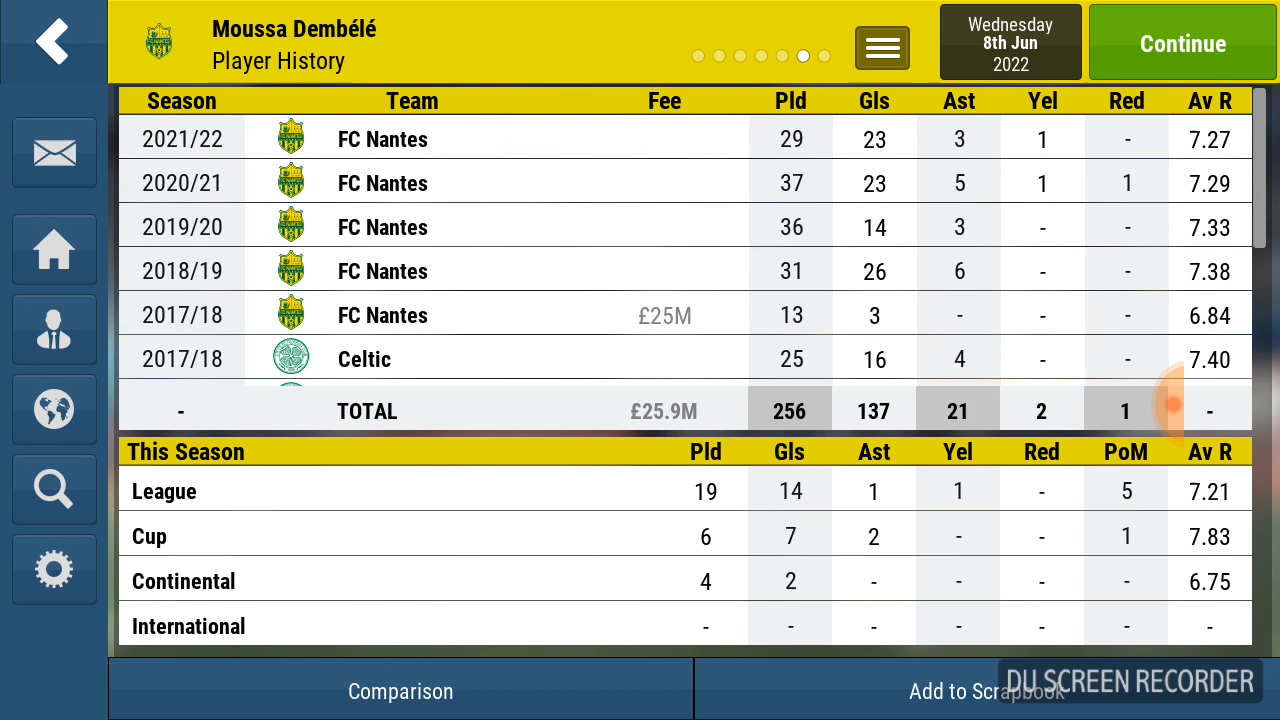 Moussa Dembélé
Player History
Wednesday
8th Jun
2022
Continue
Season Team Fee Pld Gls Ast Yel Red Av R
2021/22 FC Nantes 29 23 3 1 - 7.27
2020/21 FC Nantes 37 23 5 1 1 7.29
2019/20 FC Nantes 36 14 3 - - 7.33
2018/19 FC Nantes 31 26 6 - - 7.38
2017/18 FC Nantes £25M 13 3 - - - 6.84
2017/18 Celtic 25 16 4 - - 7.40
- TOTAL £25.9M 256 137 21 2 1 -
This Season Pld Gls Ast Yel Red PoM Av R
League 19 14 1 1 - 5 7.21
Cup 6 7 2 - - 1 7.83
Continental 4 2 - - - - 6.75
International - - - - - - -
Comparison
Add to Scrapbook
DU SCREEN RECORDER